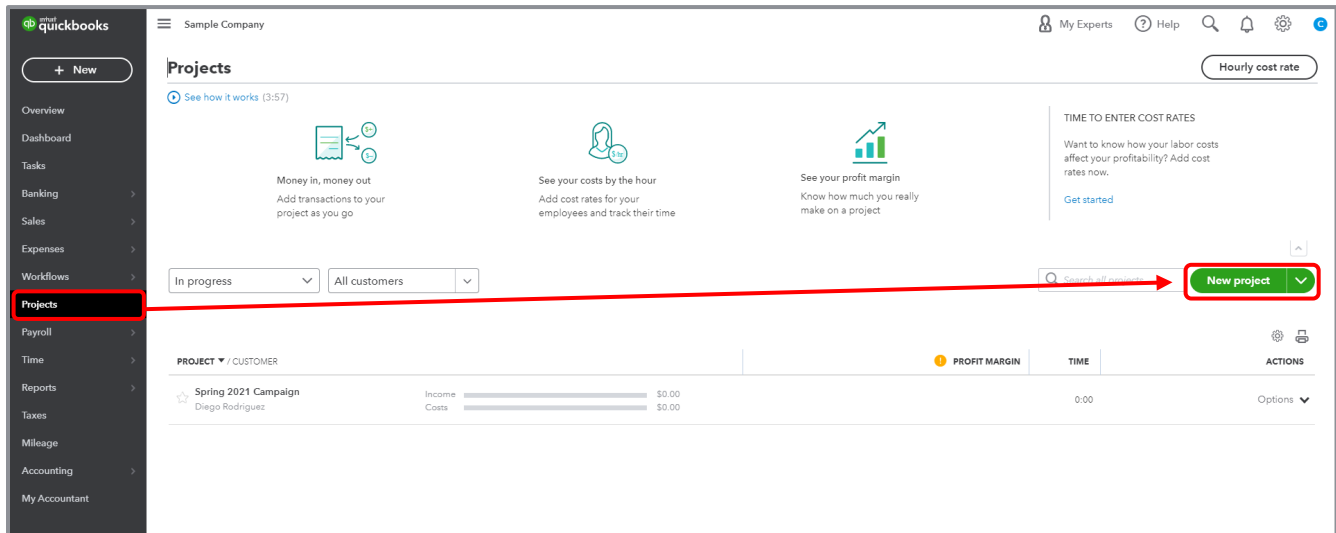 qb intuit quickbooks
Sample Company
My Experts
Help
C
+ New
Projects
Hourly cost rate
See how it works (3:57)
Overview
Dashboard
Tasks
Banking
Sales
Expenses
Workflows
Projects
Payroll
Time
Reports
Taxes
Mileage
Accounting
My Accountant
Money in, money out
Add transactions to your
project as you go
See your costs by the hour
Add cost rates for your
employees and track their time
See your profit margin
Know how much you really
make on a project
TIME TO ENTER COST RATES
Want to know how your labor costs
affect your profitability? Add cost
rates now.
Get started
In progress
All customers
Search all projects
New project
PROJECT ▼ / CUSTOMER
! PROFIT MARGIN
TIME
ACTIONS
Spring 2021 Campaign
Diego Rodriguez
Income $0.00
Costs $0.00
0:00
Options